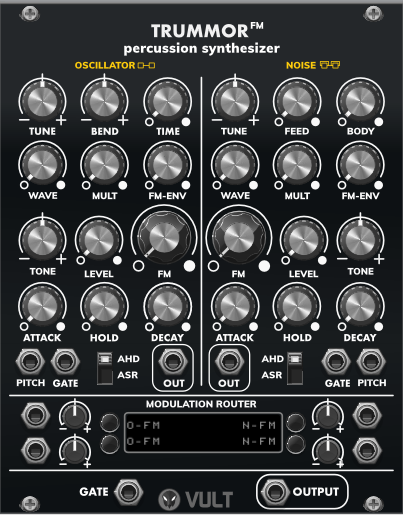 TRUMMOR FM
percussion synthesizer
OSCILLATOR NOISE
- + - + - +
TUNE BEND TIME TUNE FEED BODY
WAVE MULT FM-ENV WAVE MULT FM-ENV
- + - +
TONE LEVEL FM FM LEVEL TONE
ATTACK HOLD DECAY ATTACK HOLD DECAY
AHD AHD
ASR ASR
PITCH GATE OUT OUT GATE PITCH
MODULATION ROUTER
- + - +
O-FM N-FM
O-FM N-FM
- + - +
GATE VULT OUTPUT